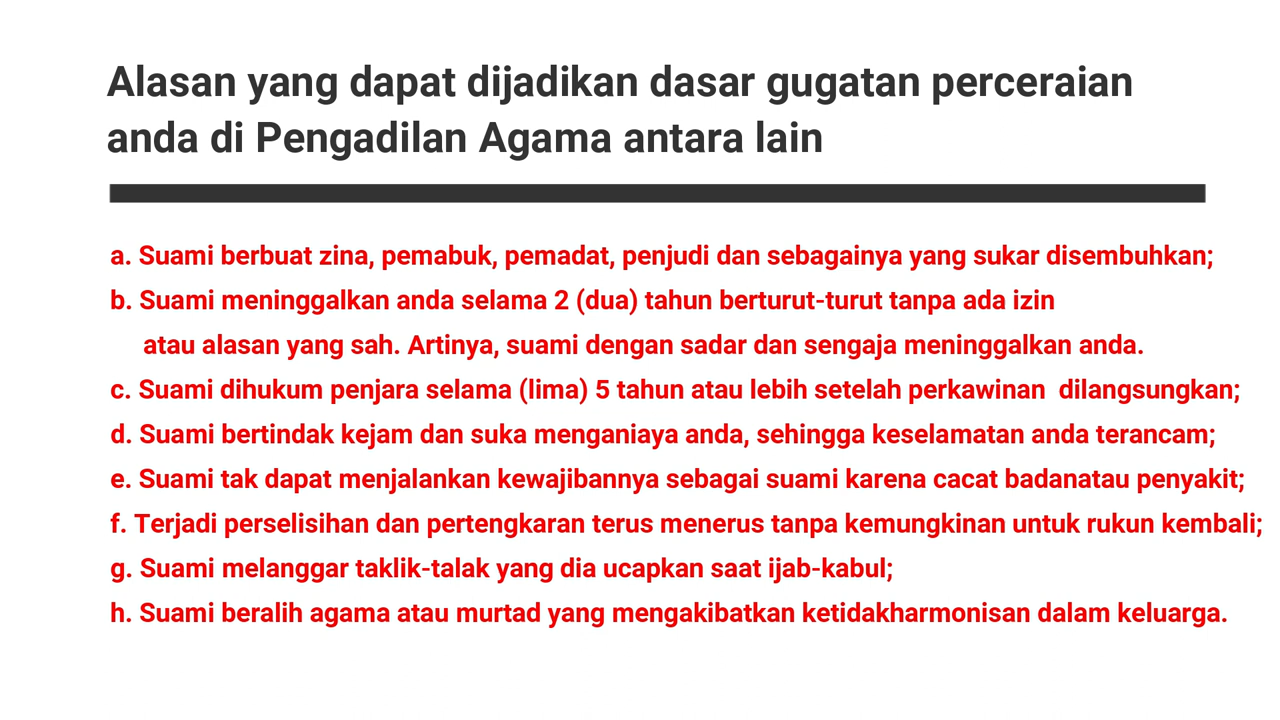 Alasan yang dapat dijadikan dasar gugatan perceraian
anda di Pengadilan Agama antara lain
a. Suami berbuat zina, pemabuk, pemadat, penjudi dan sebagainya yang sukar disembuhkan;
b. Suami meninggalkan anda selama 2 (dua) tahun berturut-turut tanpa ada izin
atau alasan yang sah. Artinya, suami dengan sadar dan sengaja meninggalkan anda.
c. Suami dihukum penjara selama (lima) 5 tahun atau lebih setelah perkawinan  dilangsungkan;
d. Suami bertindak kejam dan suka menganiaya anda, sehingga keselamatan anda terancam;
e. Suami tak dapat menjalankan kewajibannya sebagai suami karena cacat badanatau penyakit;
f. Terjadi perselisihan dan pertengkaran terus menerus tanpa kemungkinan untuk rukun kembali;
g. Suami melanggar taklik-talak yang dia ucapkan saat ijab-kabul;
h. Suami beralih agama atau murtad yang mengakibatkan ketidakharmonisan dalam keluarga.